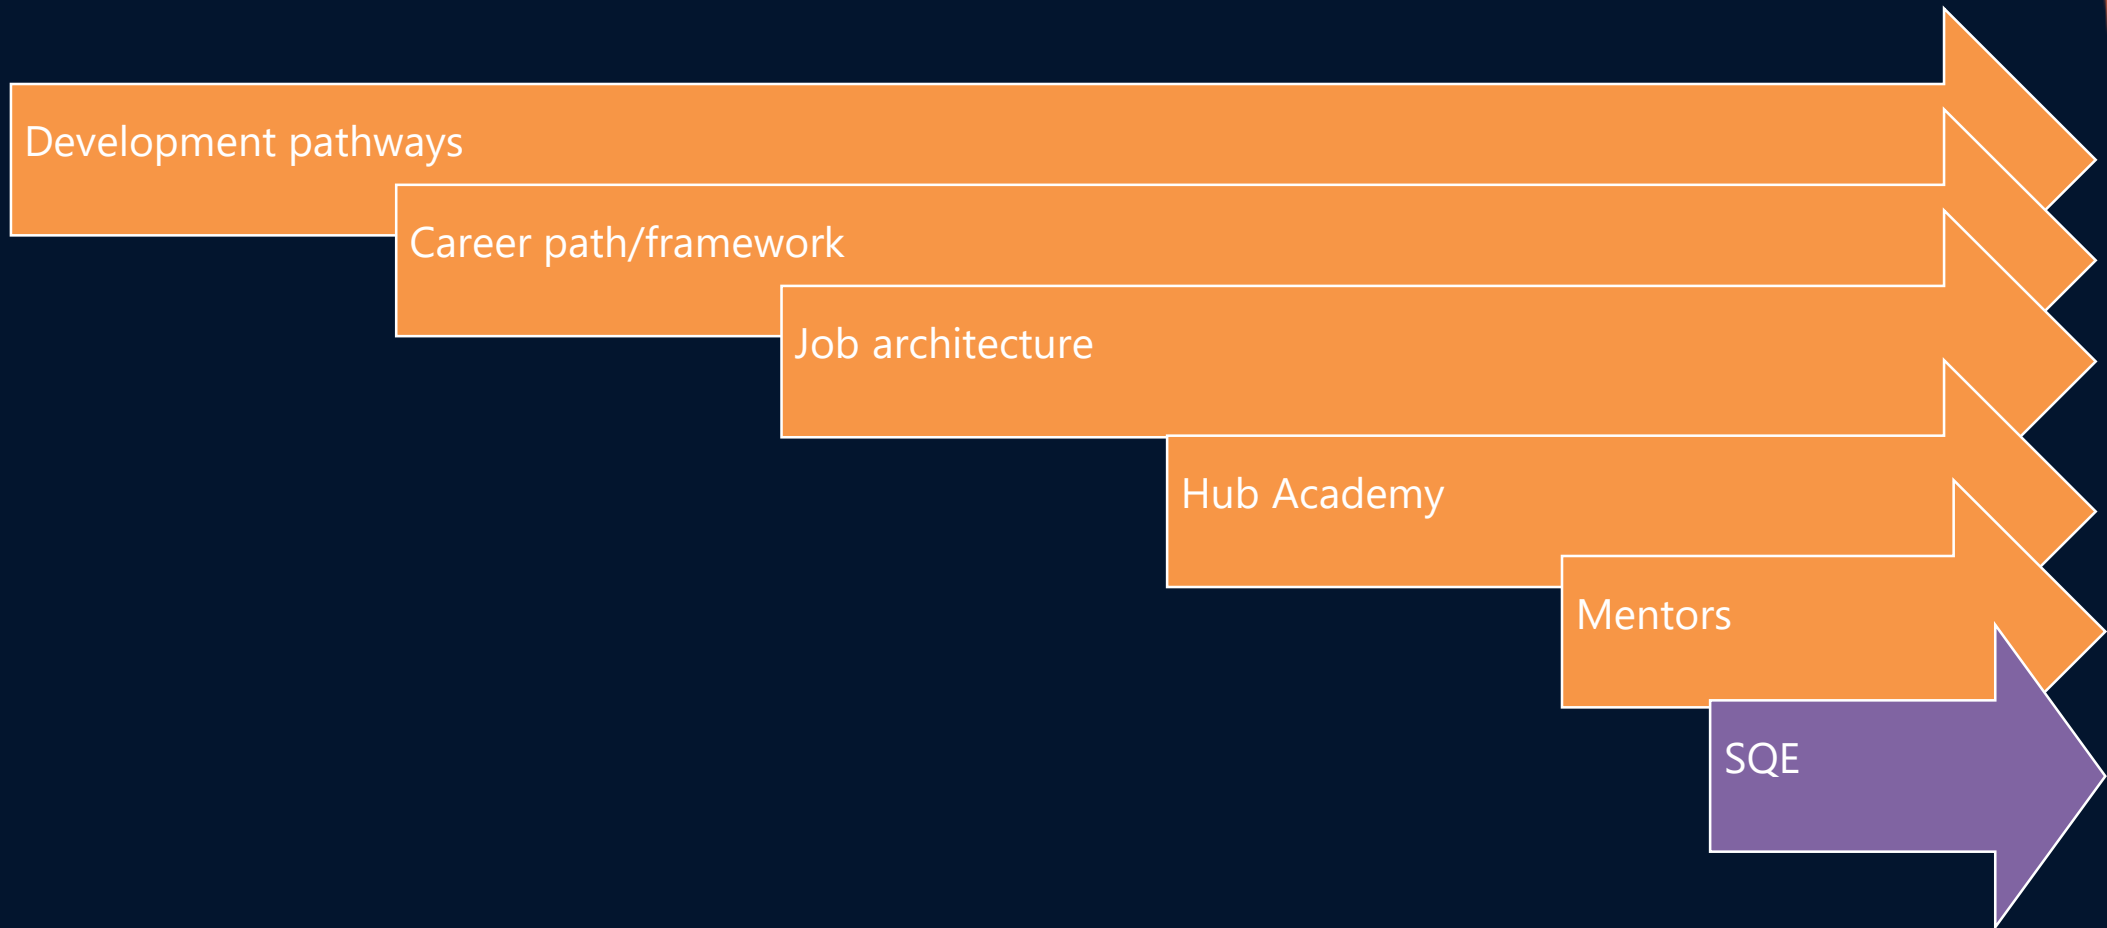 Development pathways
Career path/framework
Job architecture
Hub Academy
Mentors
SQE